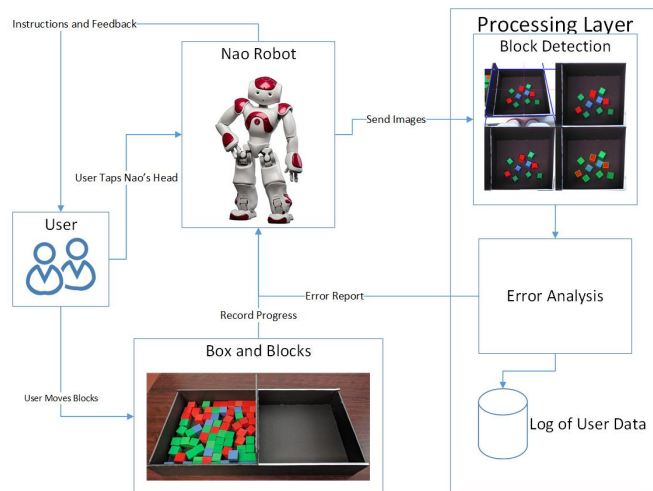 Instructions and Feedback
Processing Layer
Nao Robot
Block Detection
Send Images
User Taps Nao's Head
User
Error Analysis
Error Report
Record Progress
Box and Blocks
User Moves Blocks
Log of User Data